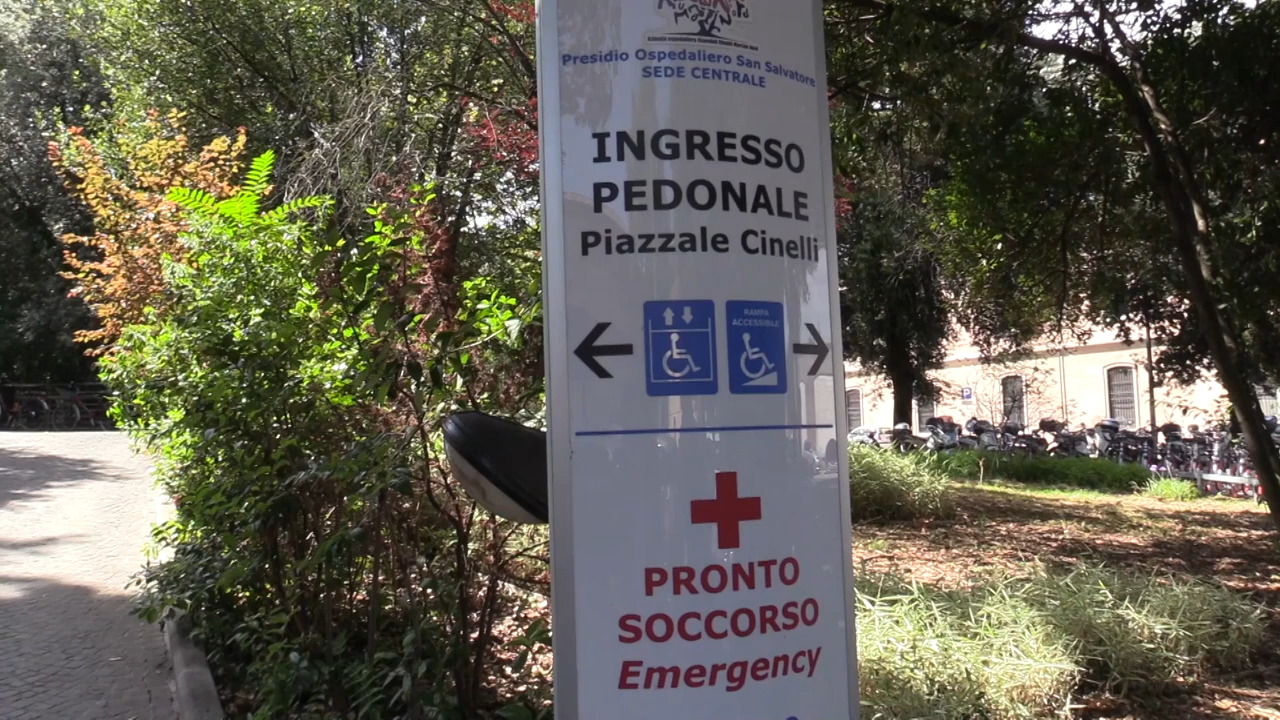 Presidio Ospedaliero San Salvatore
SEDE CENTRALE
INGRESSO
PEDONALE
Piazzale Cinelli
RAMPA
ACCESSIBILE
PRONTO
SOCCORSO
Emergency